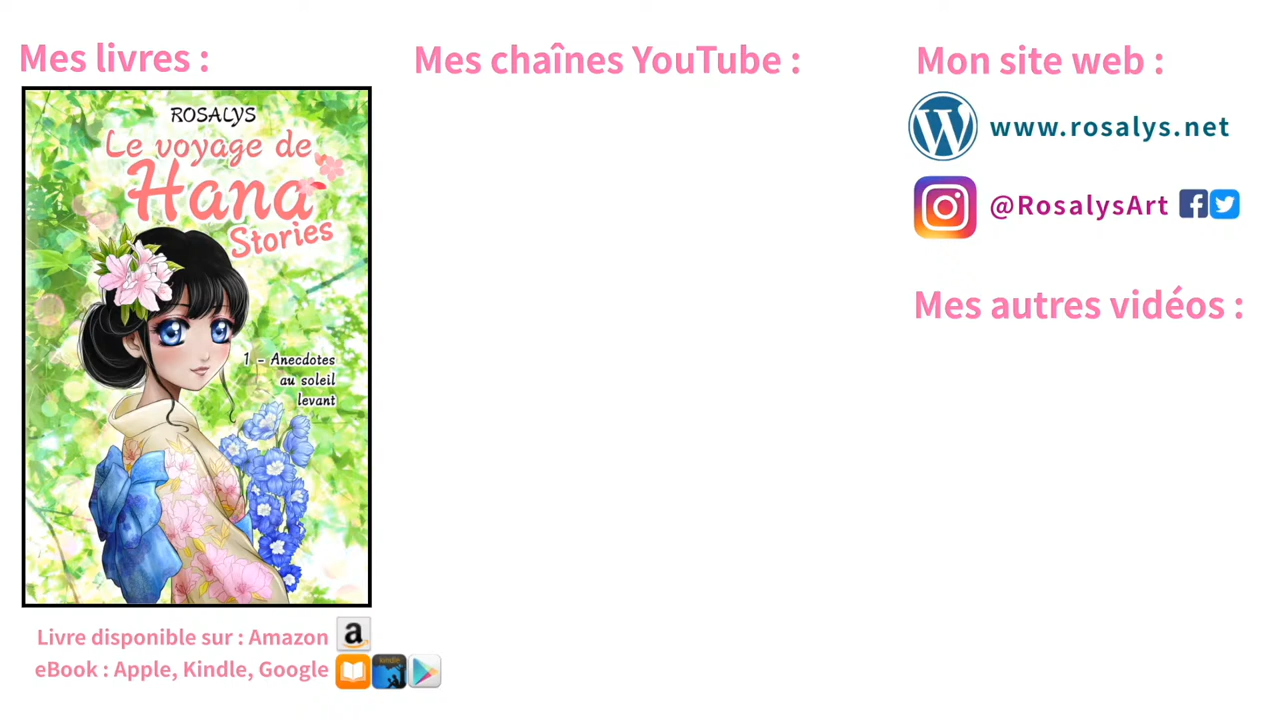 Mes livres :
ROSALYS
Le voyage de
Hana
Stories
1 - Anecdotes
au soleil
levant
Livre disponible sur : Amazon
eBook : Apple, Kindle, Google
a
kindle
Mes chaînes YouTube :
Mon site web :
www.rosalys.net
@RosalysArt
Mes autres vidéos :